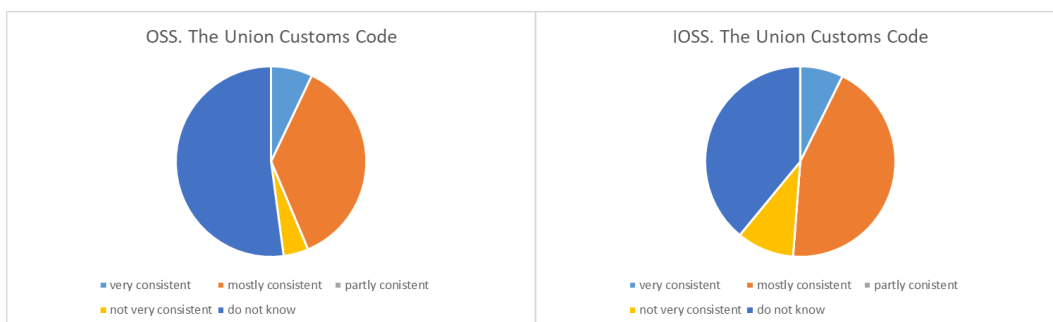 OSS. The Union Customs Code
very consistent mostly consistent partly conistent
not very consistent do not know
IOSS. The Union Customs Code
very consistent mostly consistent partly conistent
not very consistent do not know